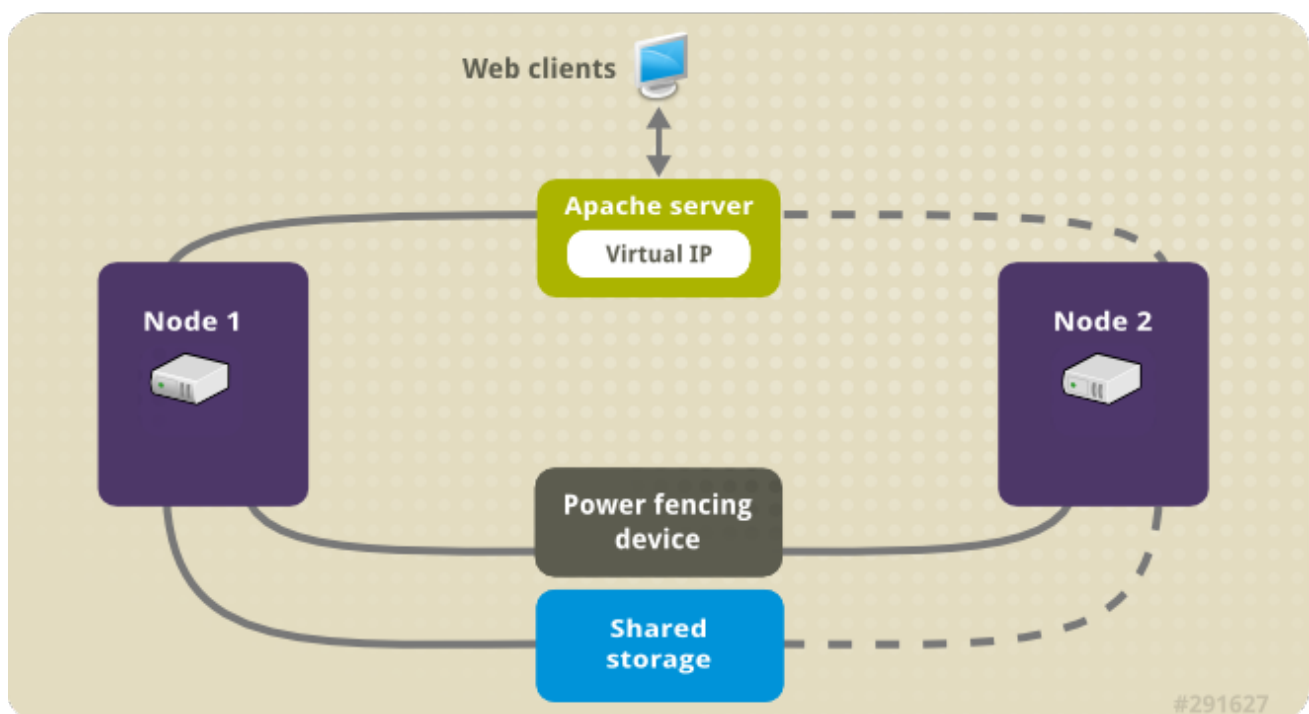 Web clients
Apache server
Virtual IP
Node 1
Node 2
Power fencing
device
Shared
storage
#291627